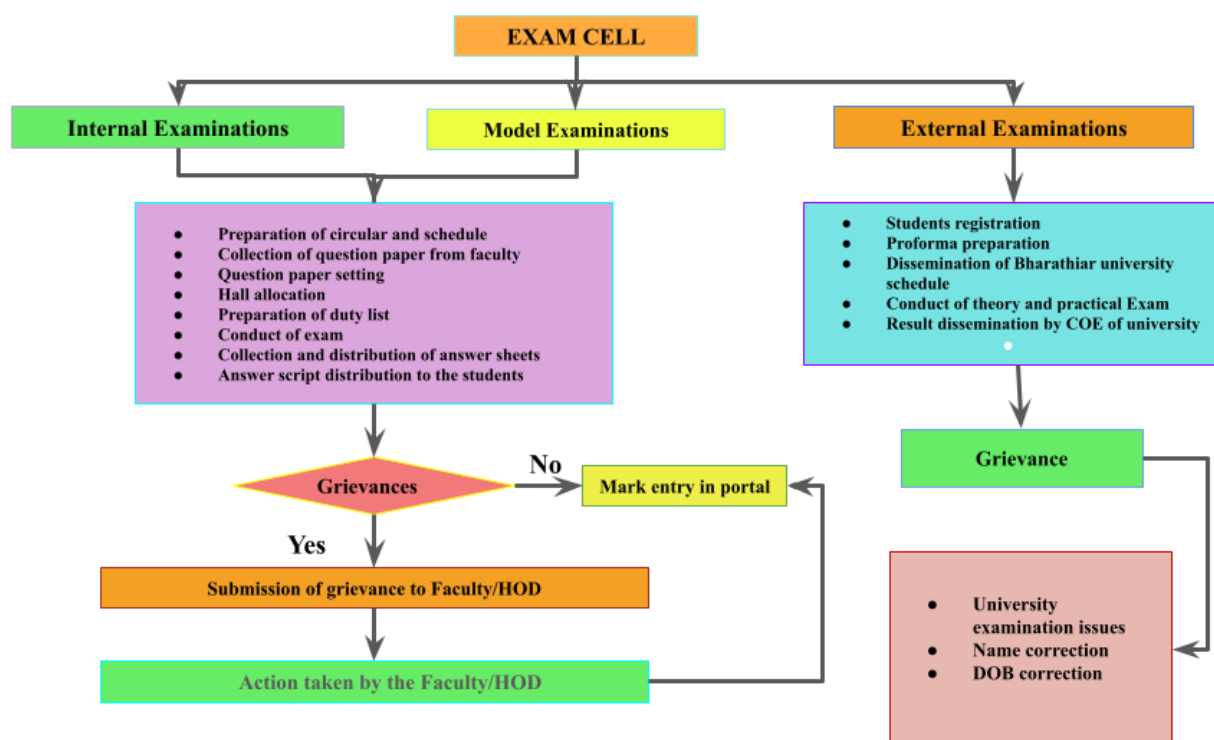 EXAM CELL
Internal Examinations
Model Examinations
External Examinations
● Preparation of circular and schedule
● Collection of question paper from faculty
● Question paper setting
● Hall allocation
● Preparation of duty list
● Conduct of exam
● Collection and distribution of answer sheets
● Answer script distribution to the students
● Students registration
● Proforma preparation
● Dissemination of Bharathiar university
schedule
● Conduct of theory and practical Exam
● Result dissemination by COE of university
Grievances
No
Mark entry in portal
Yes
Submission of grievance to Faculty/HOD
Action taken by the Faculty/HOD
Grievance
● University
examination issues
● Name correction
● DOB correction